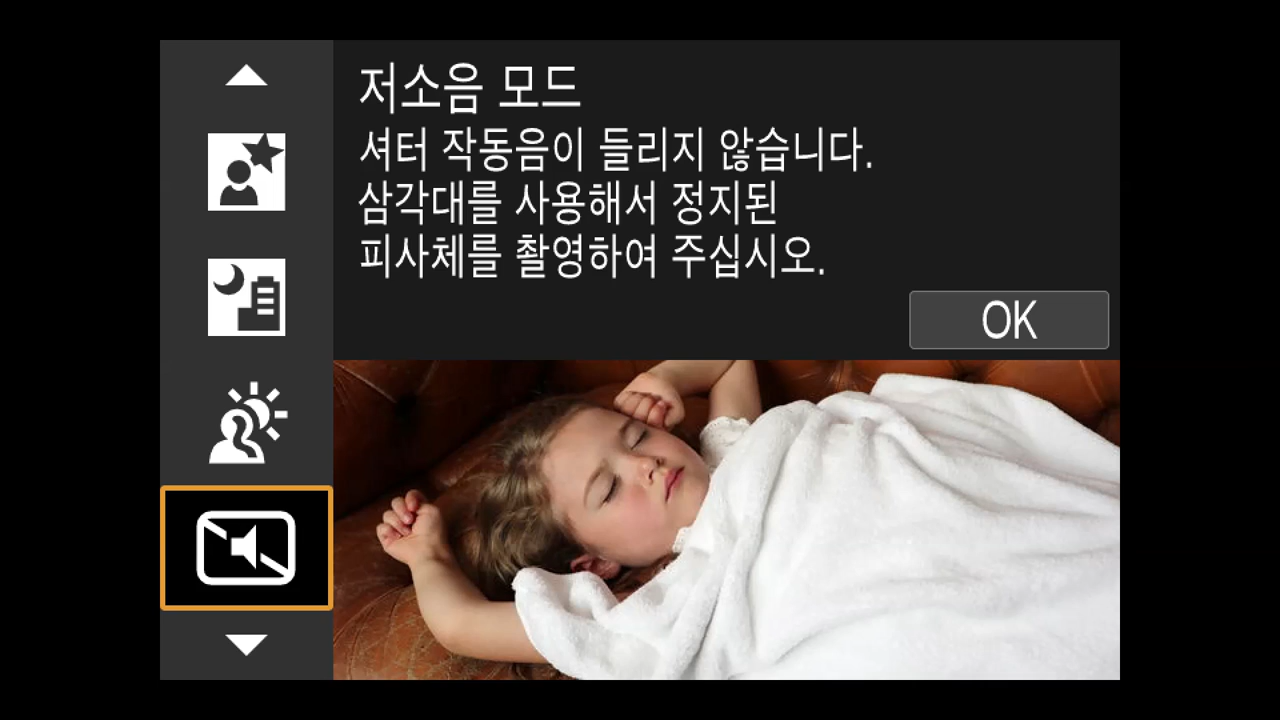 저소음 모드
셔터 작동음이 들리지 않습니다.
삼각대를 사용해서 정지된
피사체를 촬영하여 주십시오.
OK